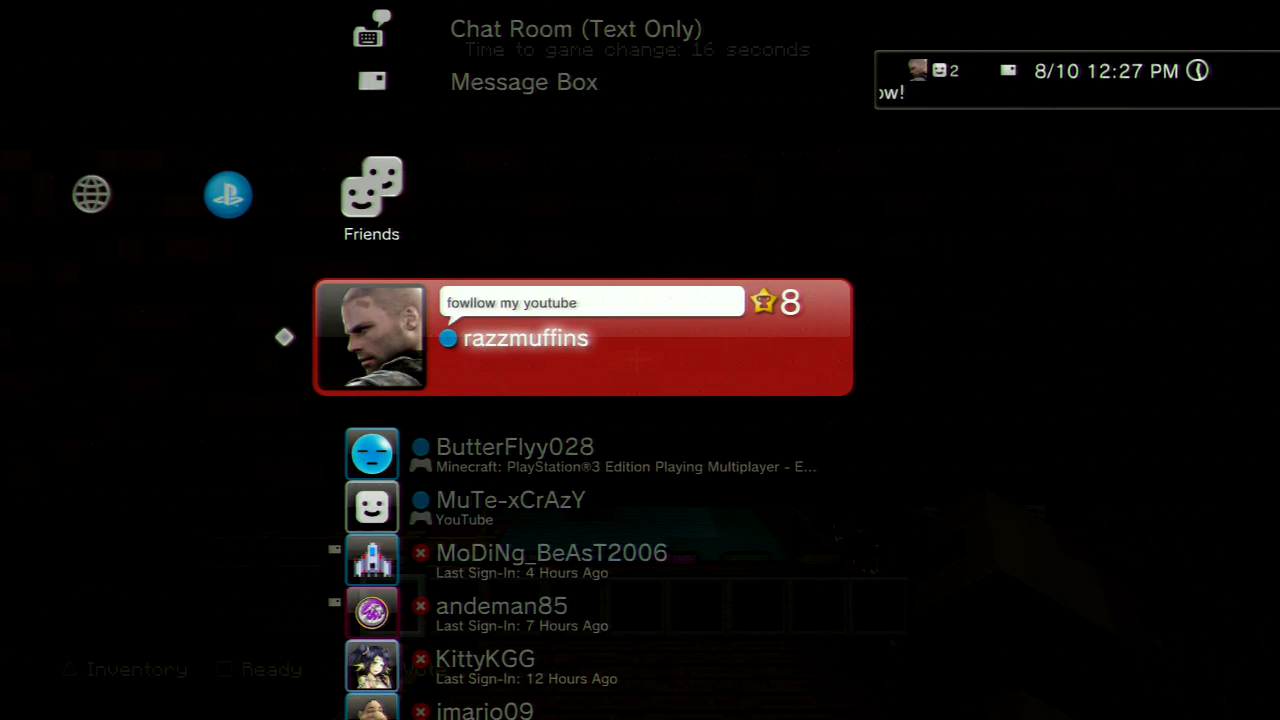 Chat Room (Text Only)
Time to game change: 16 seconds
Message Box
2
8/10 12:27 PM
ow!
Friends
fowllow my youtube
8
razzmuffins
ButterFlyy028
Minecraft: PlayStation®3 Edition Playing Multiplayer - E...
MuTe-xCrAzY
YouTube
MoDiNg_BeAsT2006
Last Sign-In: 4 Hours Ago
andeman85
Last Sign-In: 7 Hours Ago
KittyKGG
Last Sign-In: 12 Hours Ago
Inventory
Ready
Vote
imario09